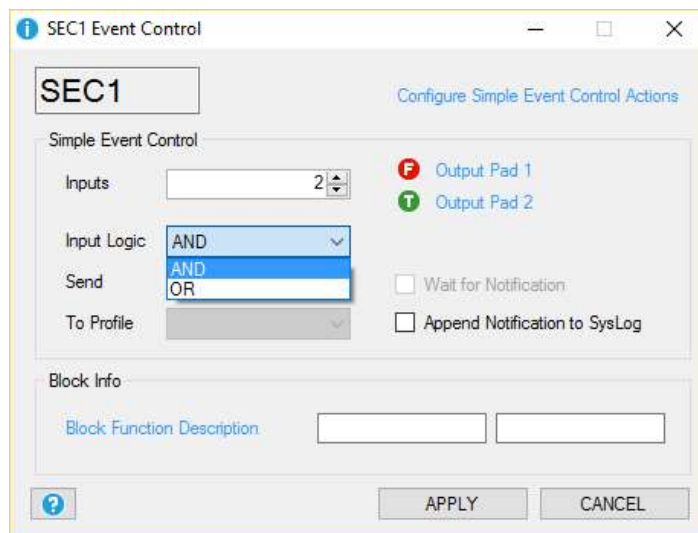 SEC1 Event Control
SEC1
Configure Simple Event Control Actions
Simple Event Control
Inputs 2
F Output Pad 1
T Output Pad 2
Input Logic AND
AND
OR
Send
Wait for Notification
To Profile
Append Notification to SysLog
Block Info
Block Function Description
? APPLY CANCEL